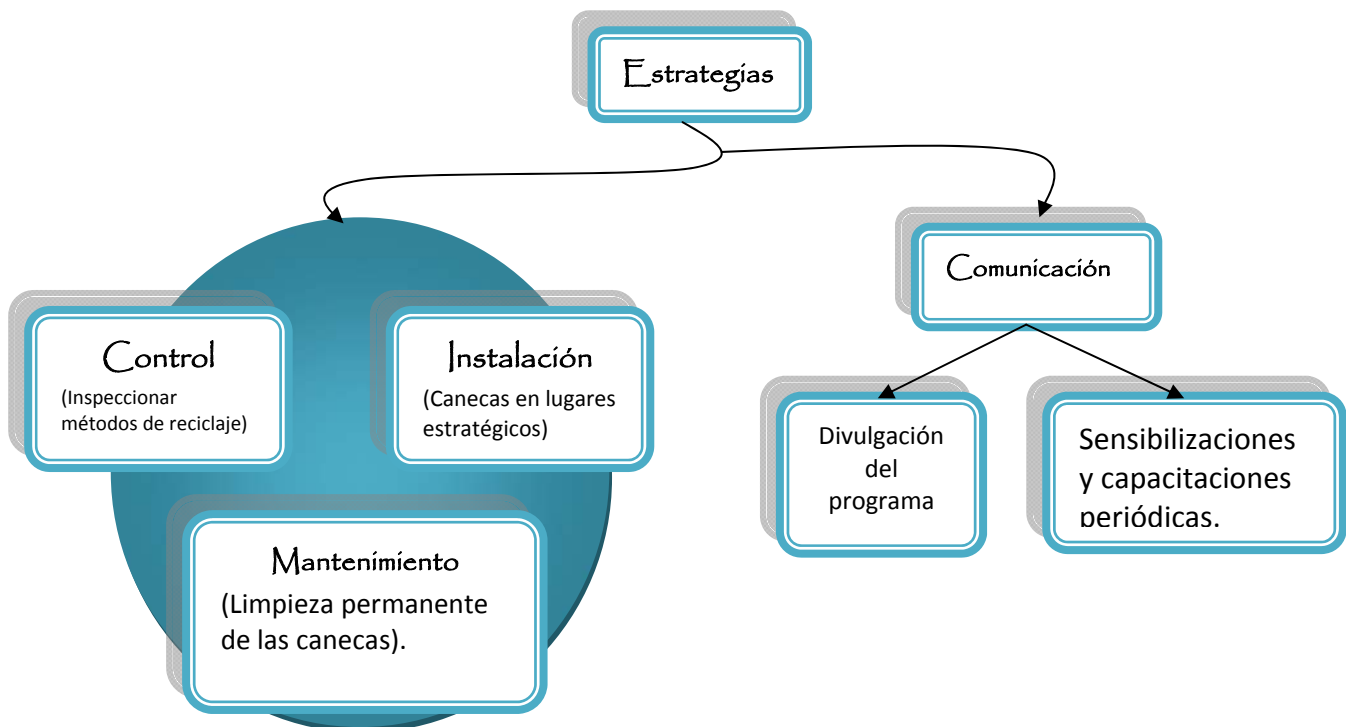 Estrategias
Comunicación
Control
(Inspeccionar
métodos de reciclaje)
Instalación
(Canecas en lugares
estratégicos)
Mantenimiento
(Limpieza permanente
de las canecas).
Divulgación
del
programa
Sensibilizaciones
y capacitaciones
periódicas.